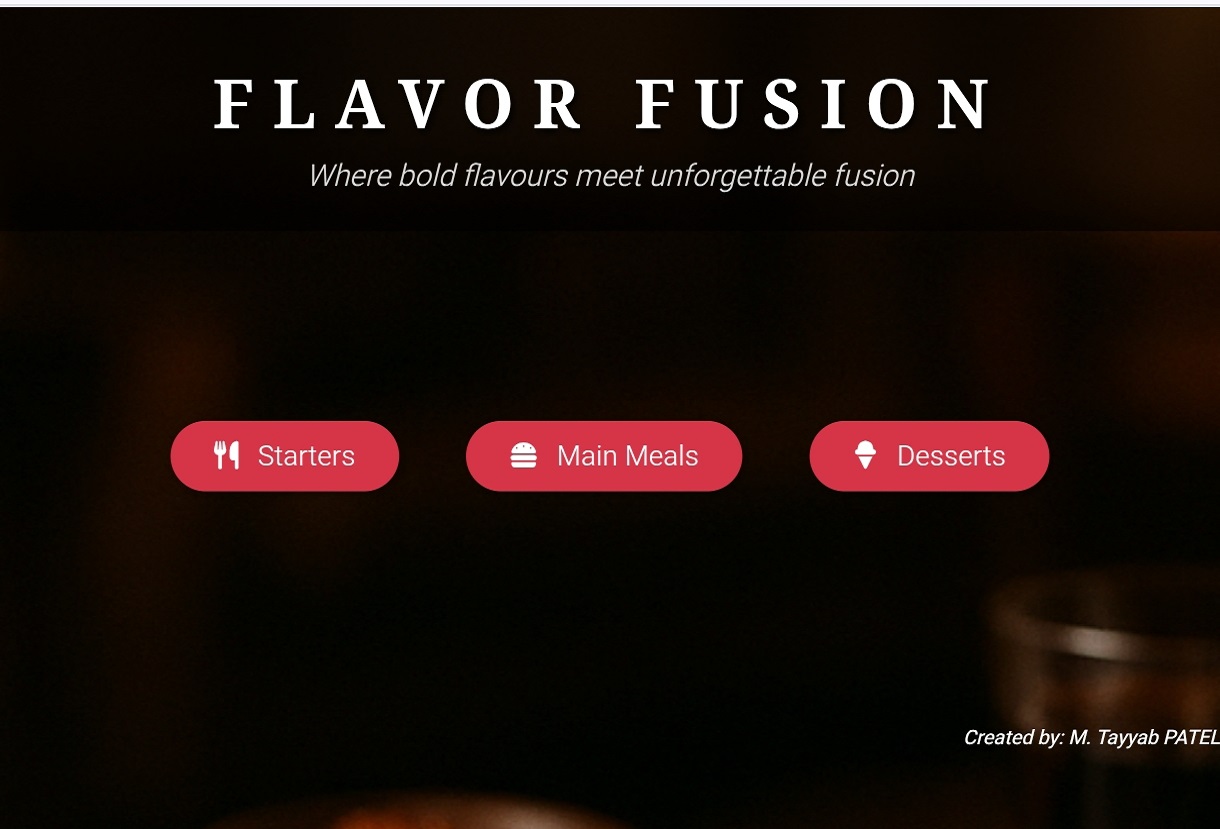 FLAVOR FUSION
Where bold flavours meet unforgettable fusion
Starters
Main Meals
Desserts
Created by: M. Tayyab PATEL